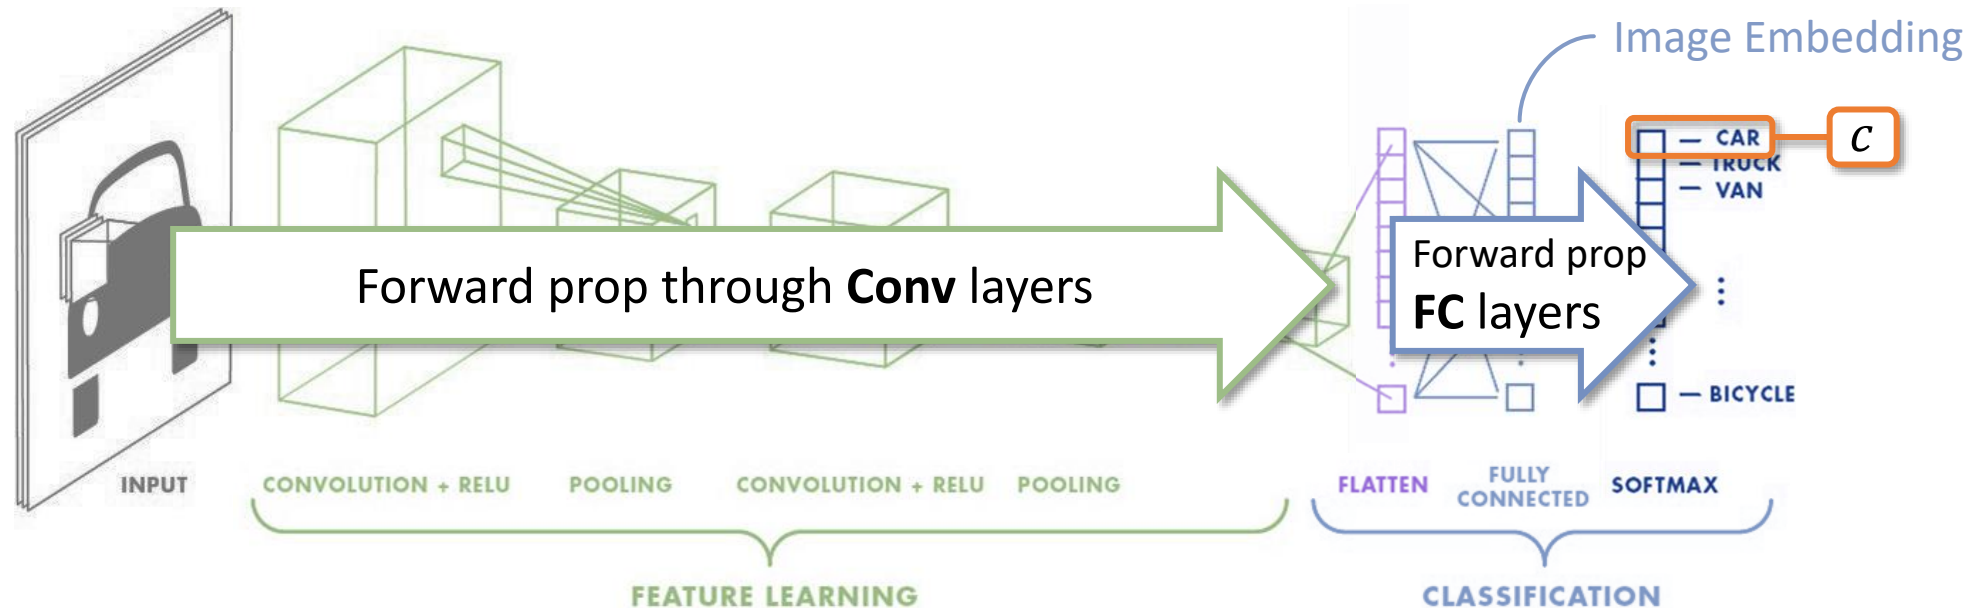 Image Embedding
CAR
C
TRUCK
VAN
Forward prop through Conv layers
Forward prop
FC layers
BICYCLE
INPUT
CONVOLUTION + RELU
POOLING
CONVOLUTION + RELU
POOLING
FLATTEN
FULLY
CONNECTED
SOFTMAX
FEATURE LEARNING
CLASSIFICATION